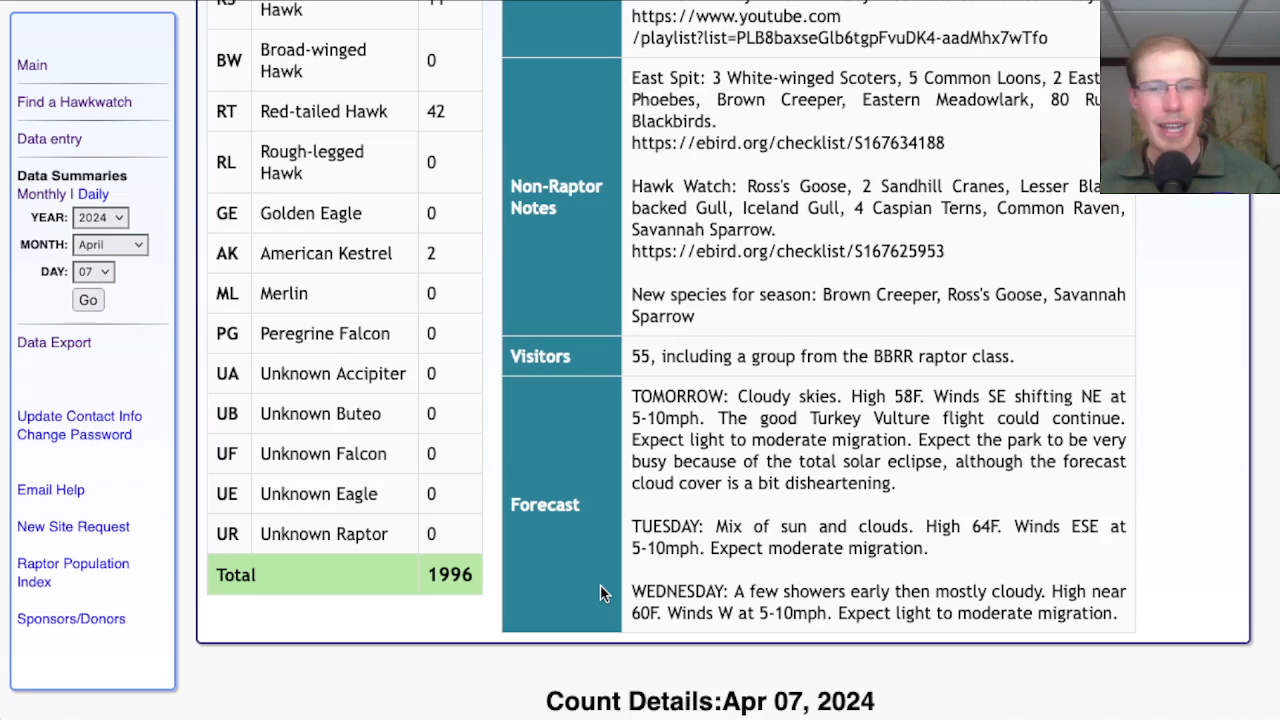 Main
Find a Hawkwatch
Data entry
Data Summaries
Monthly | Daily
YEAR: 2024
MONTH: April
DAY: 07
Go
Data Export
Update Contact Info
Change Password
Email Help
New Site Request
Raptor Population
Index
Sponsors/Donors
Hawk
BW Broad-winged
Hawk 0
RT Red-tailed Hawk 42
RL Rough-legged
Hawk 0
GE Golden Eagle 0
AK American Kestrel 2
ML Merlin 0
PG Peregrine Falcon 0
UA Unknown Accipiter 0
UB Unknown Buteo 0
UF Unknown Falcon 0
UE Unknown Eagle 0
UR Unknown Raptor 0
Total 1996
https://www.youtube.com
/playlist?list=PLB8baxseGlb6tgpFvuDK4-aadMhx7wTfo
Non-Raptor
Notes
East Spit: 3 White-winged Scoters, 5 Common Loons, 2 East
Phoebes, Brown Creeper, Eastern Meadowlark, 80 Ru
Blackbirds.
https://ebird.org/checklist/S167634188
Hawk Watch: Ross's Goose, 2 Sandhill Cranes, Lesser Bla
backed Gull, Iceland Gull, 4 Caspian Terns, Common Raven,
Savannah Sparrow.
https://ebird.org/checklist/S167625953
New species for season: Brown Creeper, Ross's Goose, Savannah
Sparrow
Visitors
55, including a group from the BBRR raptor class.
Forecast
TOMORROW: Cloudy skies. High 58F. Winds SE shifting NE at
5-10mph. The good Turkey Vulture flight could continue.
Expect light to moderate migration. Expect the park to be very
busy because of the total solar eclipse, although the forecast
cloud cover is a bit disheartening.
TUESDAY: Mix of sun and clouds. High 64F. Winds ESE at
5-10mph. Expect moderate migration.
WEDNESDAY: A few showers early then mostly cloudy. High near
60F. Winds W at 5-10mph. Expect light to moderate migration.
Count Details:Apr 07, 2024